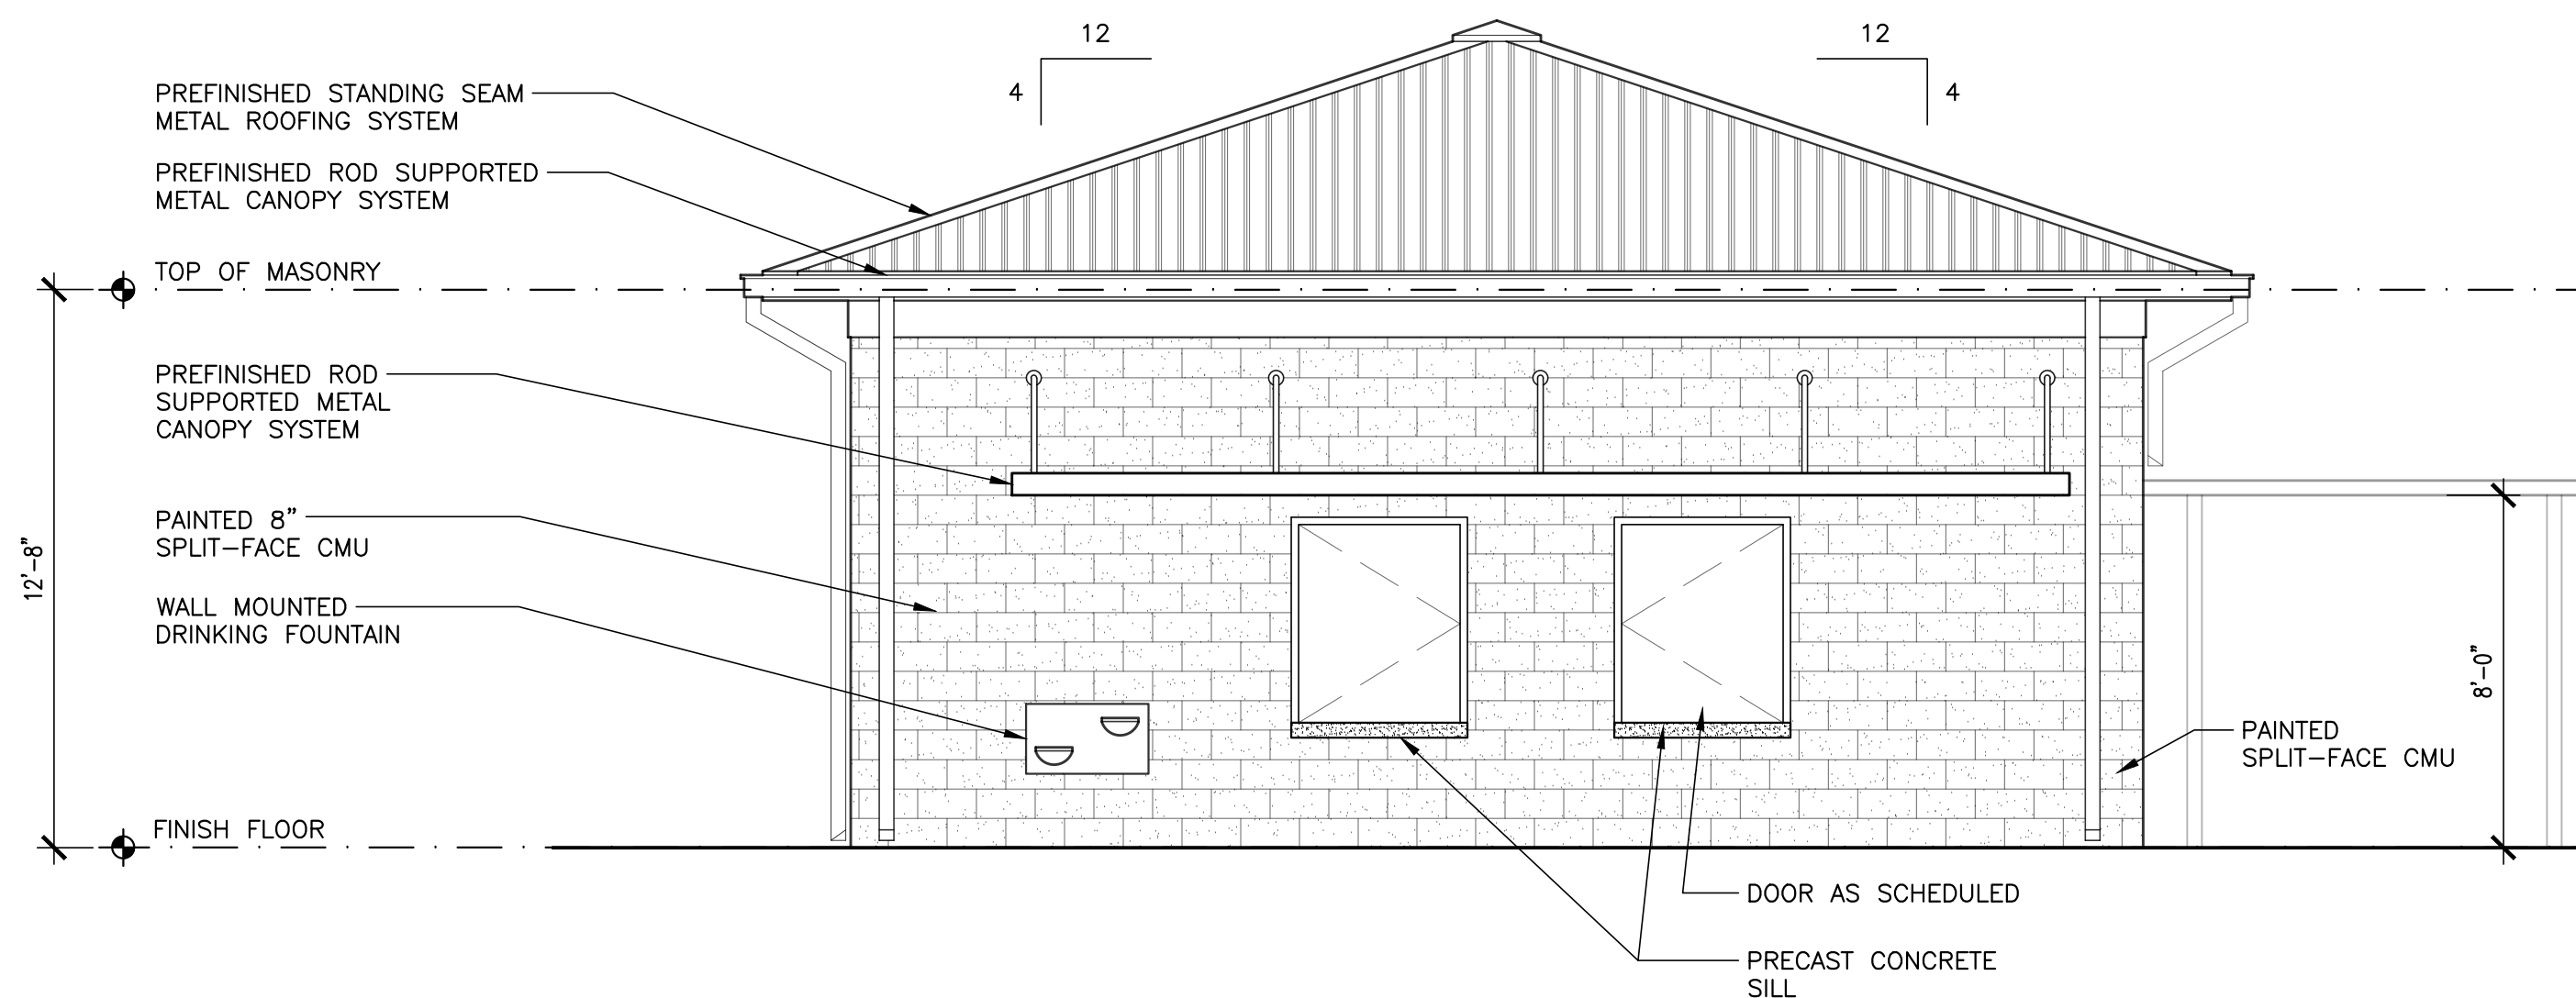 12
12
4
4
PREFINISHED STANDING SEAM
METAL ROOFING SYSTEM
PREFINISHED ROD SUPPORTED
METAL CANOPY SYSTEM
TOP OF MASONRY
PREFINISHED ROD
SUPPORTED METAL
CANOPY SYSTEM
PAINTED 8"
SPLIT-FACE CMU
12'-8"
WALL MOUNTED
DRINKING FOUNTAIN
8'-0"
PAINTED
SPLIT-FACE CMU
FINISH FLOOR
DOOR AS SCHEDULED
PRECAST CONCRETE
SILL